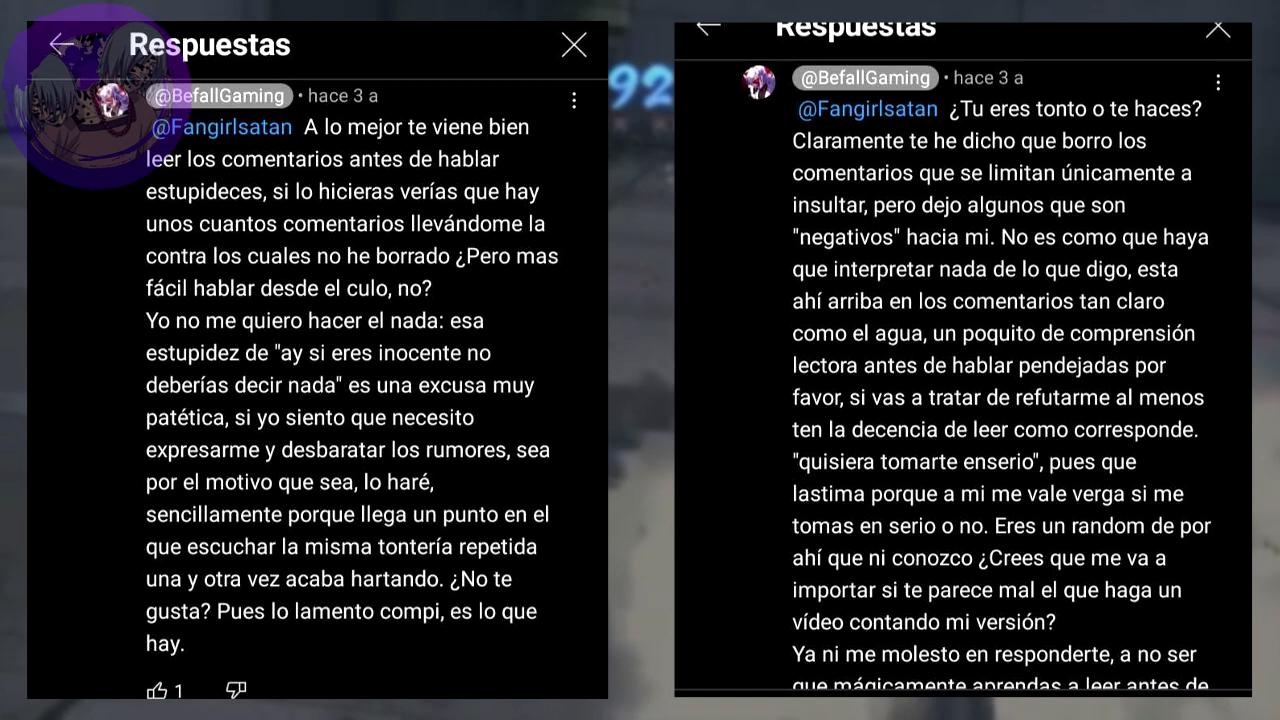 Respuestas
@BefallGaming • hace 3 a
@Fangirlsatan A lo mejor te viene bien
leer los comentarios antes de hablar
estupideces, si lo hicieras verías que hay
unos cuantos comentarios llevándome la
contra los cuales no he borrado ¿Pero mas
fácil hablar desde el culo, no?
Yo no me quiero hacer el nada: esa
estupidez de "ay si eres inocente no
deberías decir nada" es una excusa muy
patética, si yo siento que necesito
expresarme y desbaratar los rumores, sea
por el motivo que sea, lo haré,
sencillamente porque llega un punto en el
que escuchar la misma tontería repetida
una y otra vez acaba hartando. ¿No te
gusta? Pues lo lamento compi, es lo que
hay.
1
92
Respuestas
@BefallGaming • hace 3 a
@Fangirlsatan ¿Tu eres tonto o te haces?
Claramente te he dicho que borro los
comentarios que se limitan únicamente a
insultar, pero dejo algunos que son
"negativos" hacia mi. No es como que haya
que interpretar nada de lo que digo, esta
ahí arriba en los comentarios tan claro
como el agua, un poquito de comprensión
lectora antes de hablar pendejadas por
favor, si vas a tratar de refutarme al menos
ten la decencia de leer como corresponde.
"quisiera tomarte enserio", pues que
lastima porque a mi me vale verga si me
tomas en serio o no. Eres un random de por
ahí que ni conozco ¿Crees que me va a
importar si te parece mal el que haga un
vídeo contando mi versión?
Ya ni me molesto en responderte, a no ser
que mágicamente aprendas a leer antes de